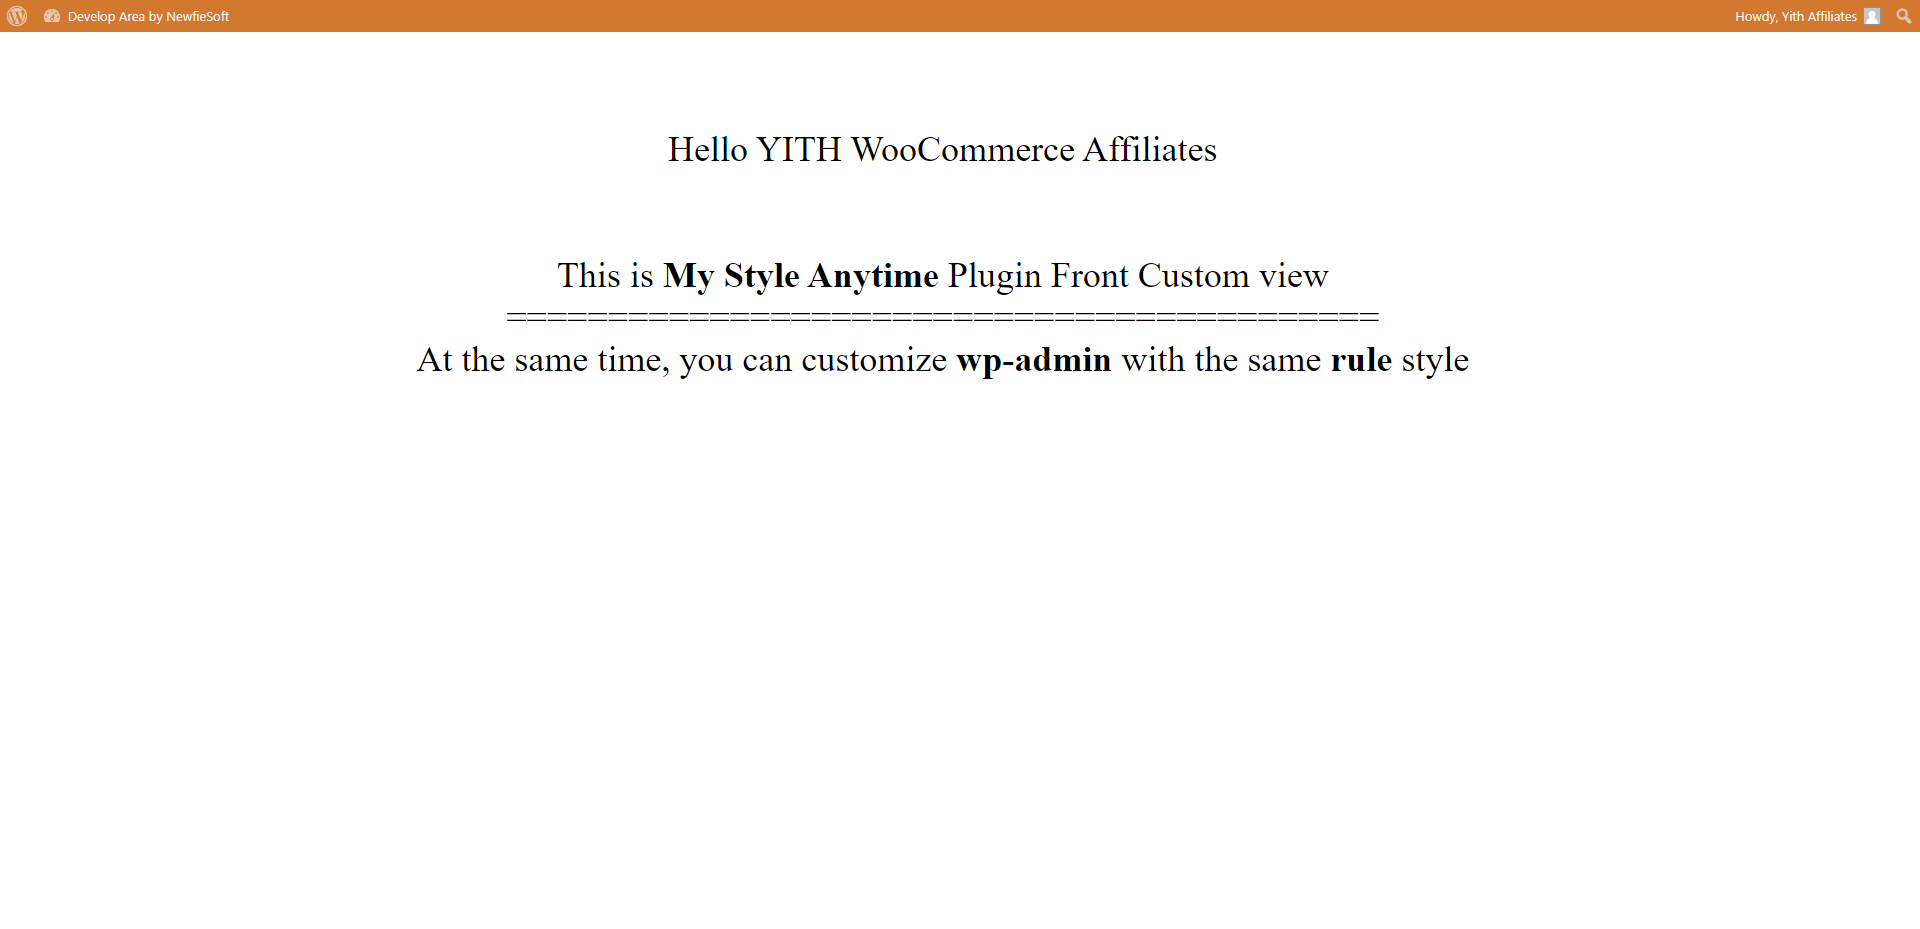 Develop Area by NewfieSoft
Howdy, Yith Affiliates
Hello YITH WooCommerce Affiliates
This is My Style Anytime Plugin Front Custom view
===========================================
At the same time, you can customize wp-admin with the same rule style